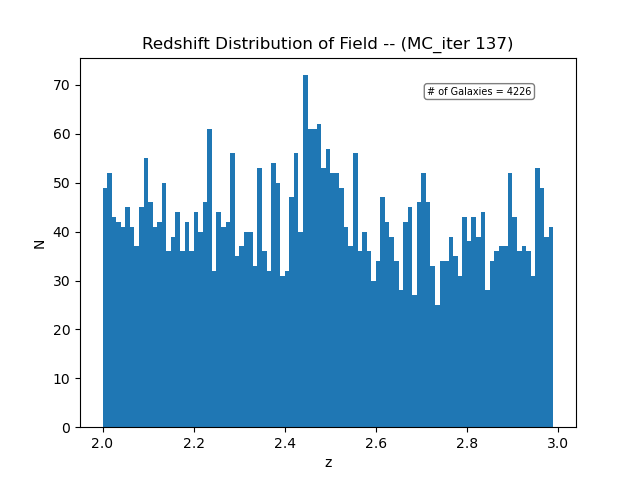 Redshift Distribution of Field -- (MC_iter 137)
# of Galaxies = 4226
70
60
50
40
30
20
10
0
N
2.0 2.2 2.4 2.6 2.8 3.0
z